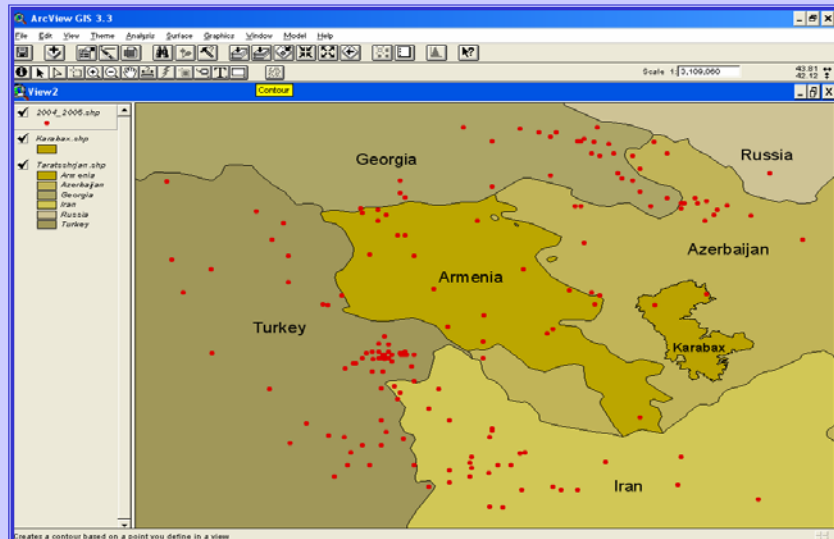 ArcView GIS 3.3
File Edit View Theme Analysis Surface Graphics Window Model Help
Scale 1: 3,109,060
43.81
42.12
View2
Contour
2004_2005.shp
Karabax.shp
Taratsshrjan.shp
Armenia
Azerbaijan
Georgia
Iran
Russia
Turkey
Georgia
Russia
Azerbaijan
ARMENIA
Turkey
Karabax
Iran
Creates a contour based on a point you define in a view